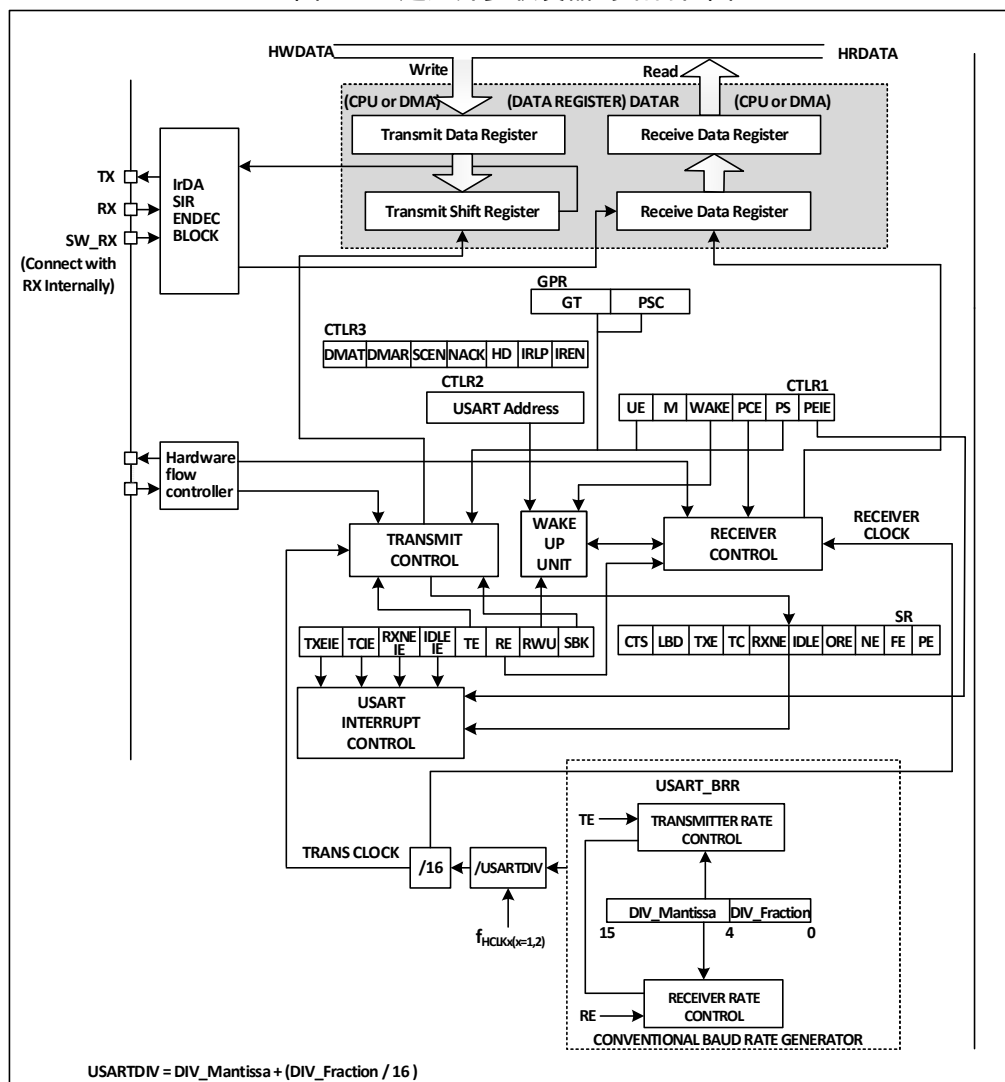 HWDATA
HRDATA
Write
Read
(CPU or DMA)
(DATA REGISTER) DATAR
(CPU or DMA)
Transmit Data Register
Receive Data Register
Transmit Shift Register
Receive Data Register
TX
RX
SW_RX
(Connect with
RX Internally)
IrDA
SIR
ENDEC
BLOCK
GPR
GT
PSC
CTLR3
DMAT
DMAR
SCEN
NACK
HD
IRLP
IREN
CTLR2
USART Address
CTLR1
UE
M
WAKE
PCE
PS
PEIE
Hardware
flow
controller
TRANSMIT
CONTROL
WAKE
UP
UNIT
RECEIVER
CONTROL
RECEIVER
CLOCK
TXEIE
TCIE
RXNE
IE
IDLE
IE
TE
RE
RWU
SBK
SR
CTS
LBD
TXE
TC
RXNE
IDLE
ORE
NE
FE
PE
USART
INTERRUPT
CONTROL
USART_BRR
TE
TRANSMITTER RATE
CONTROL
TRANS CLOCK
/16
/USARTDIV
fHCLKx(x=1,2)
DIV_Mantissa
DIV_Fraction
15
4
0
RE
RECEIVER RATE
CONTROL
CONVENTIONAL BAUD RATE GENERATOR
USARTDIV = DIV_Mantissa + (DIV_Fraction / 16 )